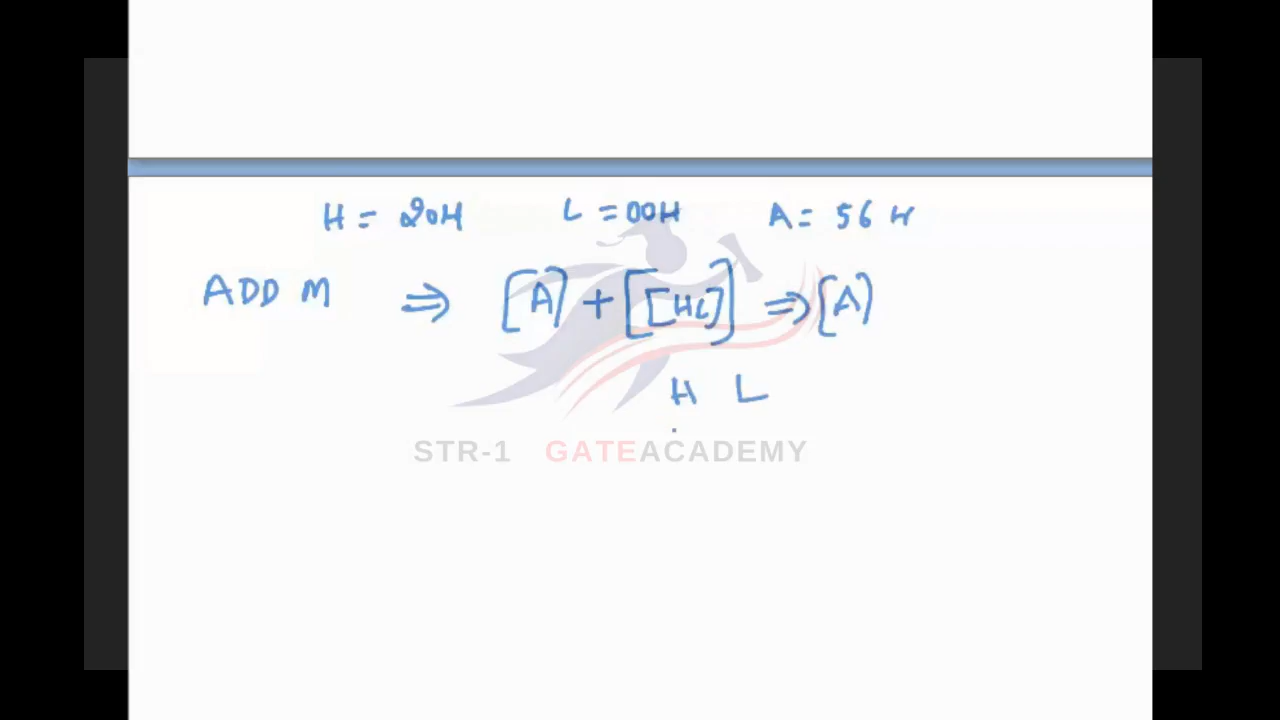 H = 20H L = 00H A = 56 H
ADD M ⇒ [A] + [[HL]] ⇒ [A]
H L
STR-1 GATEACADEMY